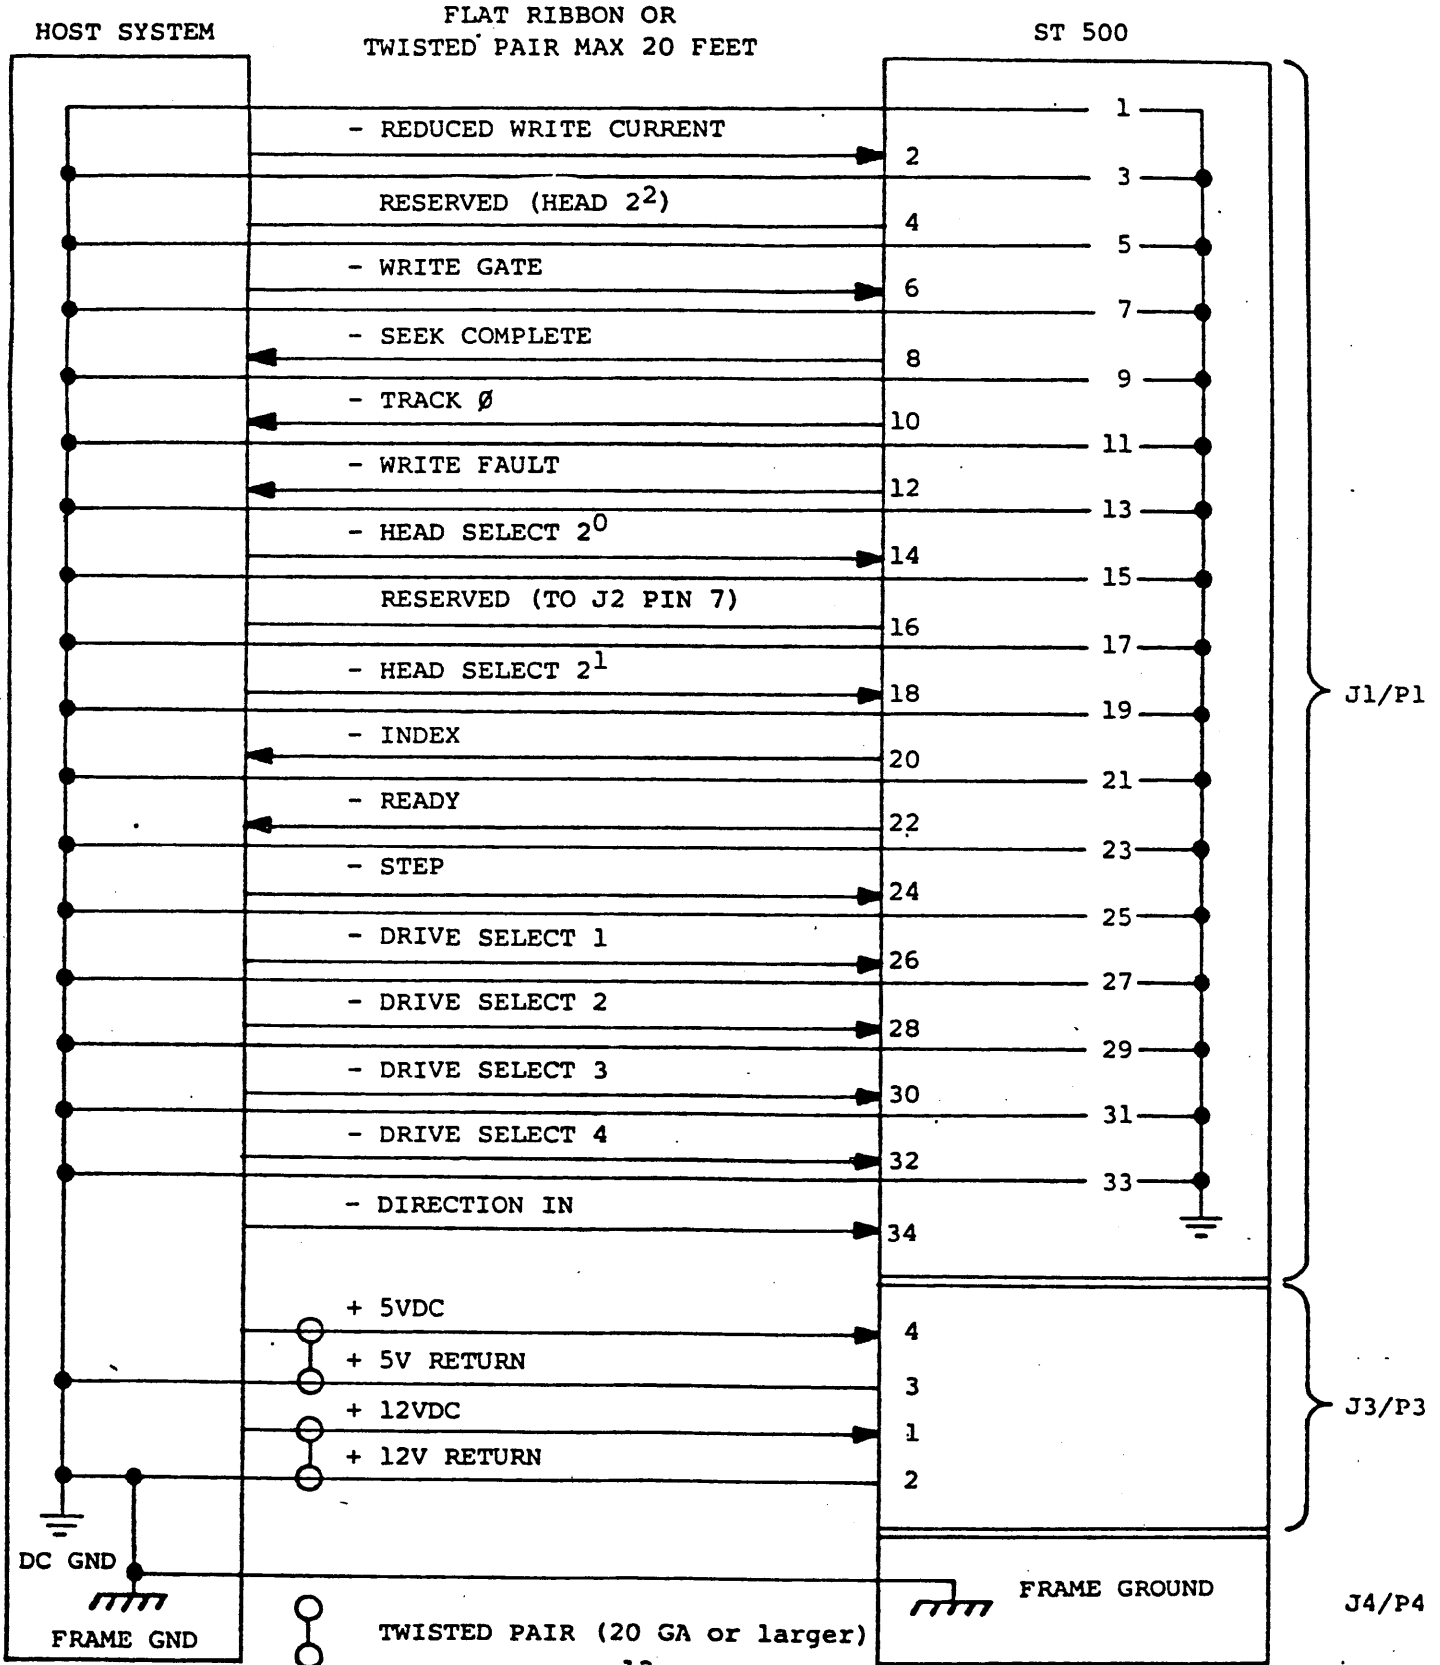 FLAT RIBBON OR
HOST SYSTEM
TWISTED PAIR MAX 20 FEET
ST 500
1
- REDUCED WRITE CURRENT
2
3
RESERVED (HEAD 2²)
4
5
- WRITE GATE
6
7
- SEEK COMPLETE
8
9
- TRACK Ø
10
11
- WRITE FAULT
12
13
- HEAD SELECT 2⁰
14
15
RESERVED (TO J2 PIN 7)
16
17
- HEAD SELECT 2¹
18
19
J1/P1
- INDEX
20
21
- READY
22
23
- STEP
24
25
- DRIVE SELECT 1
26
27
- DRIVE SELECT 2
28
29
- DRIVE SELECT 3
30
31
- DRIVE SELECT 4
32
33
- DIRECTION IN
34
+ 5VDC
4
+ 5V RETURN
3
J3/P3
+ 12VDC
1
+ 12V RETURN
2
DC GND
FRAME GROUND
J4/P4
FRAME GND
TWISTED PAIR (20 GA or larger)